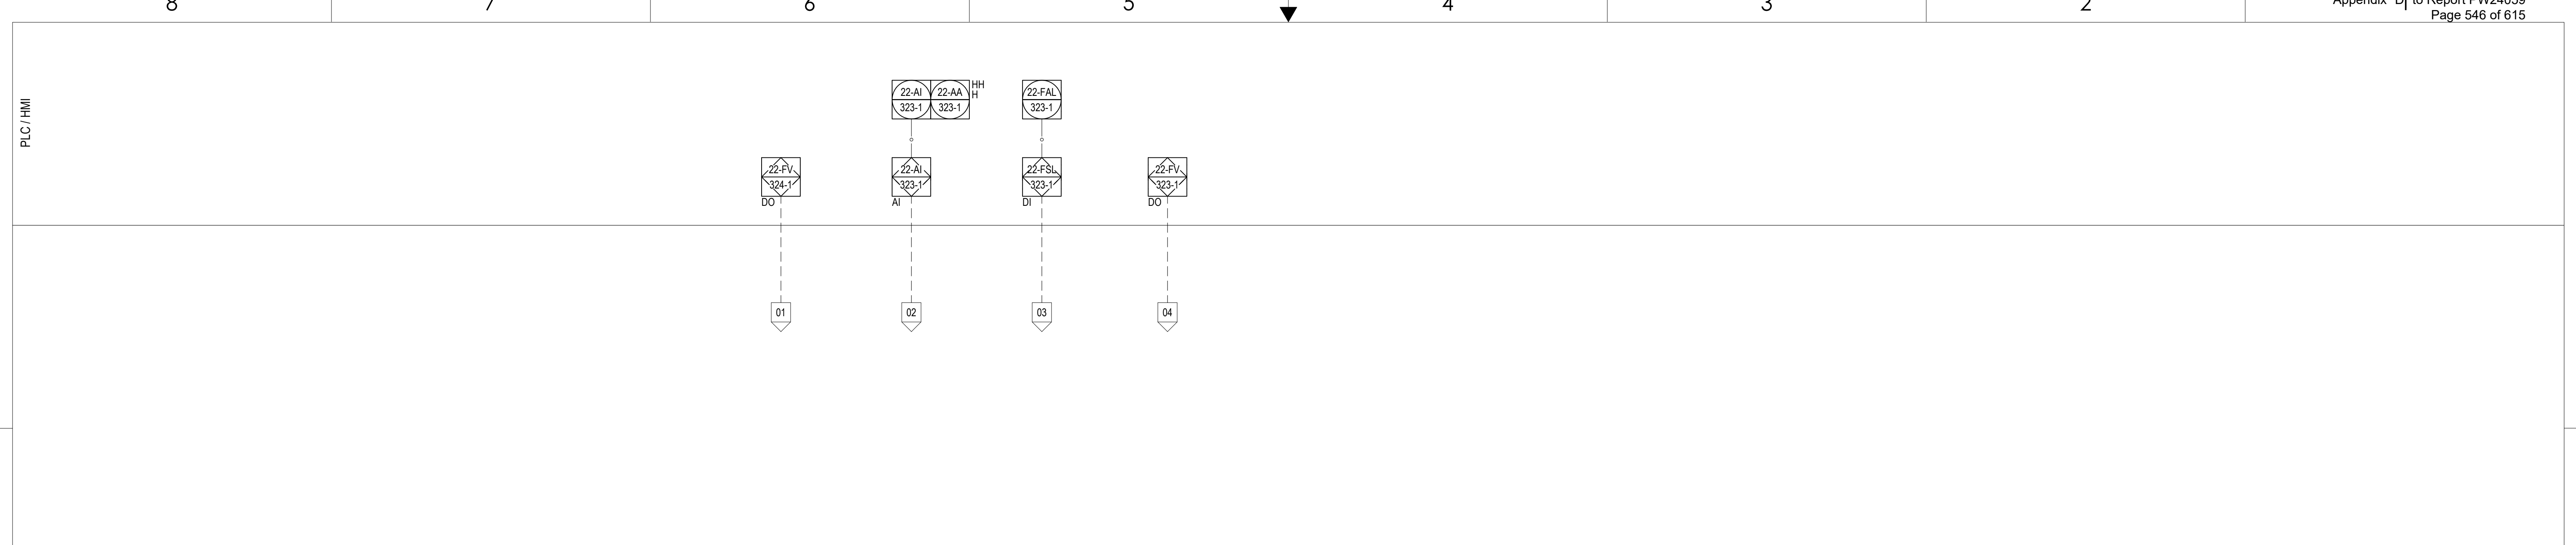 8 7 6 5 4 3 2
Appendix "D" to Report PW24059
Page 546 of 615
PLC / HMI
22-AI 22-AA HH
H
323-1 323-1
22-FAL
323-1
22-FV
324-1
DO
22-AI
323-1
AI
22-FSL
323-1
DI
22-FV
323-1
DO
01 02 03 04